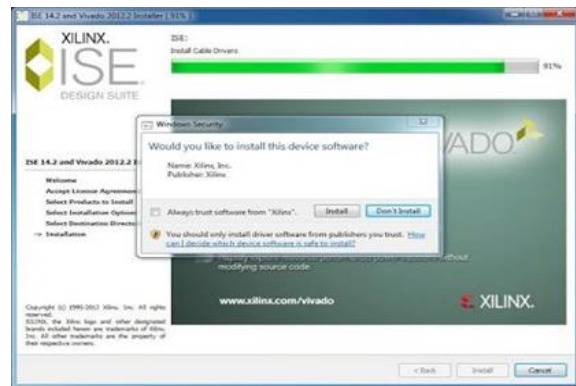 ISE 14.2 and Vivado 2012.2 Installer (91%)
XILINX.
ISE
DESIGN SUITE
ISE:
Install Cable Drivers
91%
ISE 14.2 and Vivado 2012.2
Welcome
Accept License Agreements
Select Products to Install
Select Installation Options
Select Destination
Installation
VADO
Windows Security
Would you like to install this device software?
Name: Xilinx, Inc.
Publisher: Xilinx
Always trust software from "Xilinx".
Install
Don't Install
You should only install driver software from publishers you trust. How
can I decide which device software is safe to install?
without
modifying source code
www.xilinx.com/vivado
XILINX.
Copyright (c) 1995-2012 Xilinx, Inc. All rights
reserved.
XILINX, the Xilinx logo and other designated
brands included herein are trademarks of Xilinx,
Inc. All other trademarks are the property of
their respective owners.
< Back
Install
Cancel